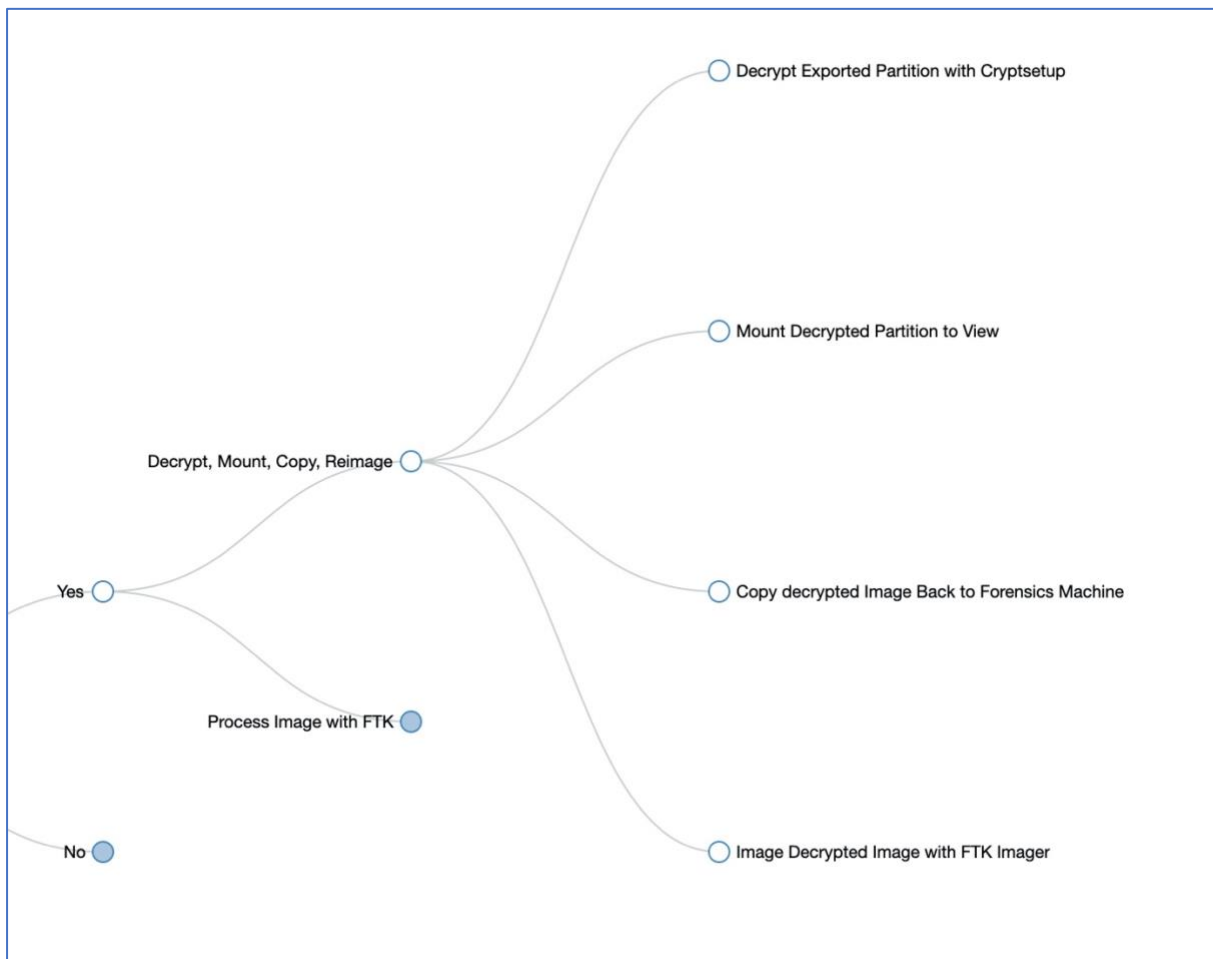 Decrypt Exported Partition with Cryptsetup
Mount Decrypted Partition to View
Decrypt, Mount, Copy, Reimage
Yes
Copy decrypted Image Back to Forensics Machine
Process Image with FTK
No
Image Decrypted Image with FTK Imager